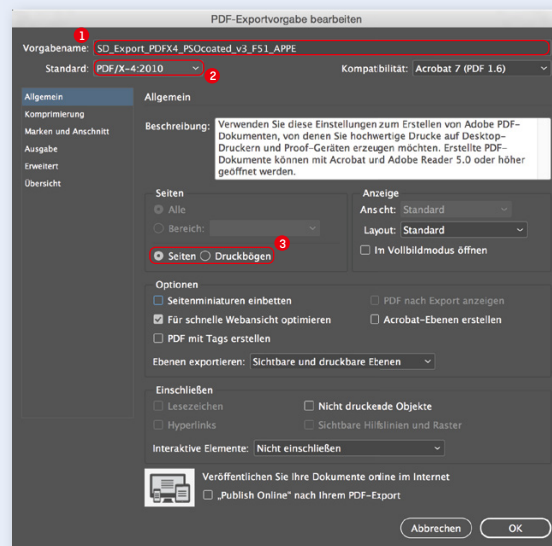 PDF-Exportvorgabe bearbeiten
1
Vorgabename: SD_Export_PDFX4_PSOcoated_v3_F51_APPE
Standard: PDF/X-4:2010
2
Kompatibilität: Acrobat 7 (PDF 1.6)
Allgemein
Komprimierung
Marken und Anschnitt
Ausgabe
Erweitert
Übersicht
Allgemein
Beschreibung: Verwenden Sie diese Einstellungen zum Erstellen von Adobe PDF-
Dokumenten, von denen Sie hochwertige Drucke auf Desktop-
Druckern und Proof-Geräten erzeugen möchten. Erstellte PDF-
Dokumente können mit Acrobat und Adobe Reader 5.0 oder höher
geöffnet werden.
Seiten
Alle
Bereich:
3
Seiten Druckbögen
Anzeige
Ansicht: Standard
Layout: Standard
Im Vollbildmodus öffnen
Optionen
Seitenminiaturen einbetten
PDF nach Export anzeigen
Für schnelle Webansicht optimieren
Acrobat-Ebenen erstellen
PDF mit Tags erstellen
Ebenen exportieren: Sichtbare und druckbare Ebenen
Einschließen
Lesezeichen
Nicht druckende Objekte
Hyperlinks
Sichtbare Hilfslinien und Raster
Interaktive Elemente: Nicht einschließen
Veröffentlichen Sie Ihre Dokumente online im Internet
„Publish Online" nach Ihrem PDF-Export
Abbrechen
OK